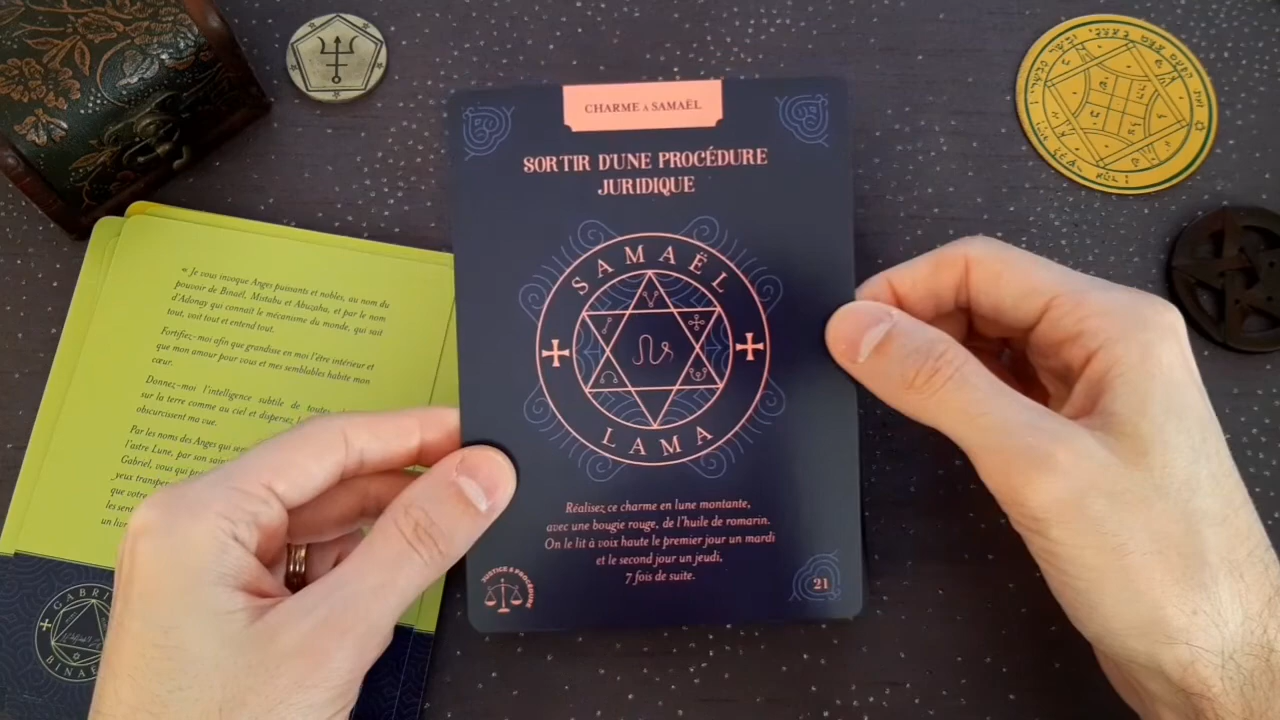 CHARME À SAMAËL
SORTIR D'UNE PROCÉDURE
JURIDIQUE
SAMAËL
LAMA
Réalisez ce charme en lune montante,
avec une bougie rouge, de l'huile de romarin.
On le lit à voix haute le premier jour un mardi
et le second jour un jeudi,
7 fois de suite.
JUSTICE & PROCÉDURE
21
« Je vous invoque Anges puissants et nobles, au nom du
pouvoir de Binaël, Mistabu et Abuzaha, et par le nom
d'Adonay qui connaît le mécanisme du monde, qui sait
tout, voit tout et entend tout.
Fortifiez-moi afin que grandisse en moi l'être intérieur et
que mon amour pour vous et mes semblables habite mon
cœur.
Donnez-moi l'intelligence subtile de toutes
sur la terre comme au ciel et dispersez
obscurcissent ma vue.
Par les noms des Anges qui
l'astre Lune, par son
Gabriel, vous qui
yeux
que votre
les
un